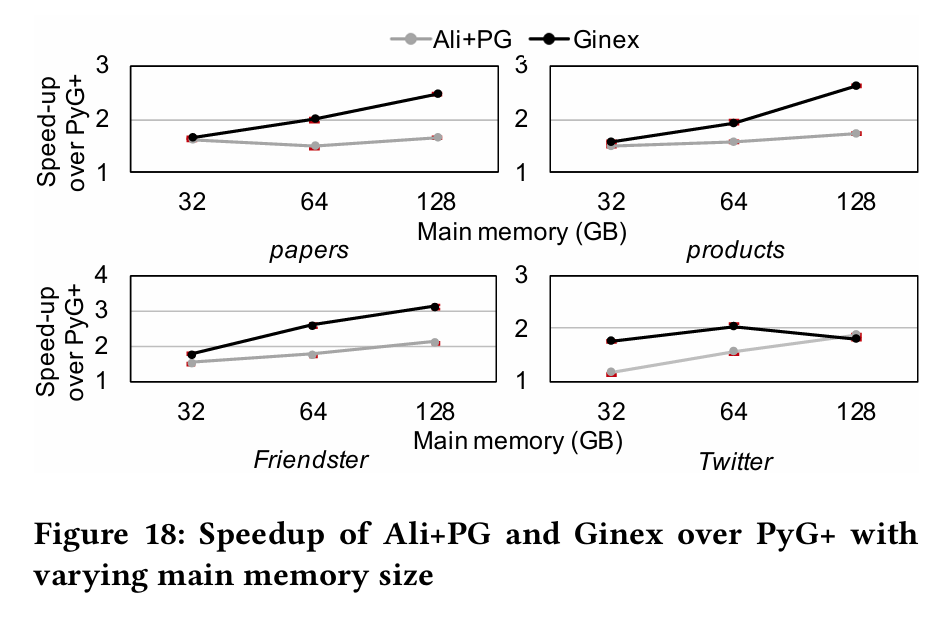 Ali+PG Ginex
Speed-up
over PyG+
3
2
1
32 64 128
papers
3
2
1
32 64 128
products
Main memory (GB)
Speed-up
over PyG+
4
3
2
1
32 64 128
Friendster
3
2
1
32 64 128
Twitter
Main memory (GB)
Figure 18: Speedup of Ali+PG and Ginex over PyG+ with
varying main memory size